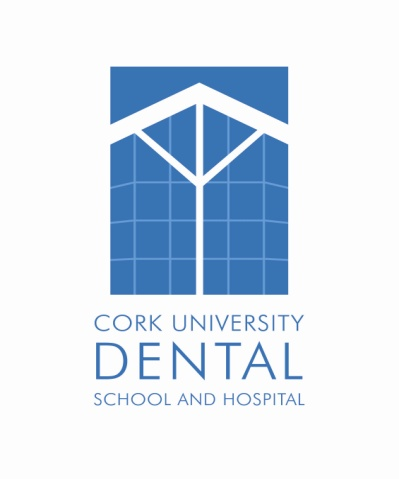 CORK UNIVERSITY
DENTAL
SCHOOL AND HOSPITAL